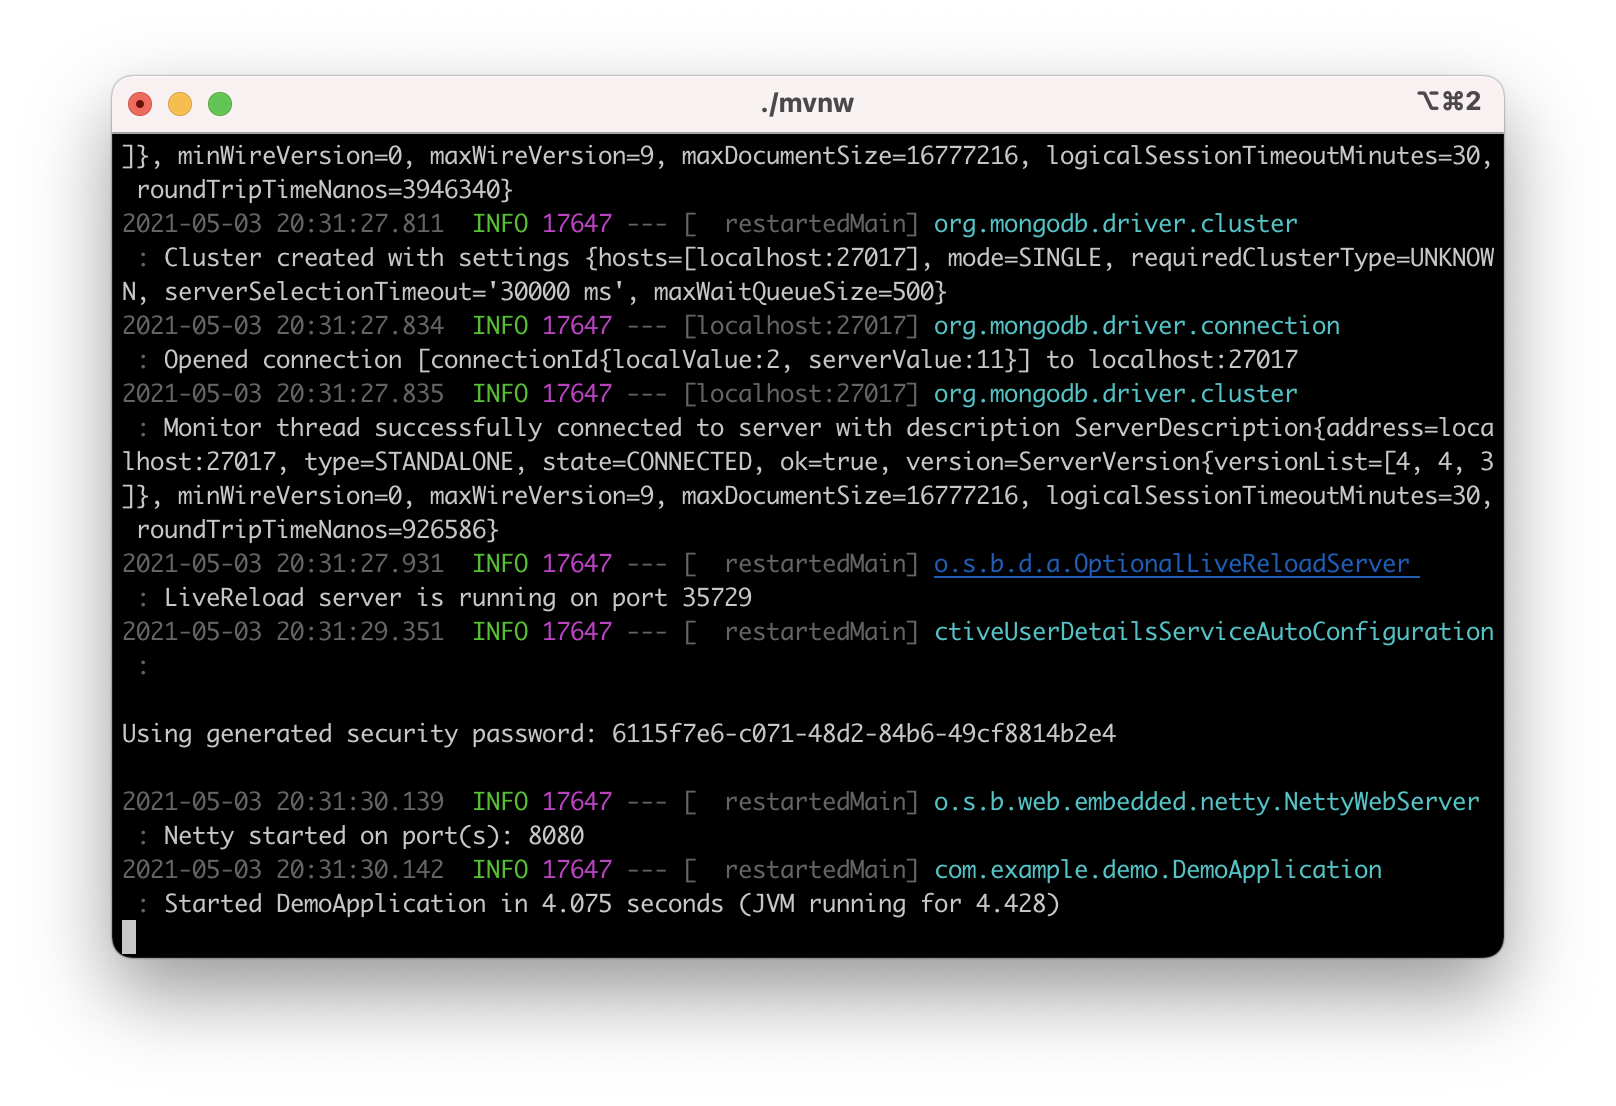 ./mvnw
⌥⌘2
]}, minWireVersion=0, maxWireVersion=9, maxDocumentSize=16777216, logicalSessionTimeoutMinutes=30,
 roundTripTimeNanos=3946340}
2021-05-03 20:31:27.811  INFO 17647 --- [  restartedMain] org.mongodb.driver.cluster
 : Cluster created with settings {hosts=[localhost:27017], mode=SINGLE, requiredClusterType=UNKNOW
N, serverSelectionTimeout='30000 ms', maxWaitQueueSize=500}
2021-05-03 20:31:27.834  INFO 17647 --- [localhost:27017] org.mongodb.driver.connection
 : Opened connection [connectionId{localValue:2, serverValue:11}] to localhost:27017
2021-05-03 20:31:27.835  INFO 17647 --- [localhost:27017] org.mongodb.driver.cluster
 : Monitor thread successfully connected to server with description ServerDescription{address=loca
lhost:27017, type=STANDALONE, state=CONNECTED, ok=true, version=ServerVersion{versionList=[4, 4, 3
]}, minWireVersion=0, maxWireVersion=9, maxDocumentSize=16777216, logicalSessionTimeoutMinutes=30,
 roundTripTimeNanos=926586}
2021-05-03 20:31:27.931  INFO 17647 --- [  restartedMain] o.s.b.d.a.OptionalLiveReloadServer
 : LiveReload server is running on port 35729
2021-05-03 20:31:29.351  INFO 17647 --- [  restartedMain] ctiveUserDetailsServiceAutoConfiguration
 :
Using generated security password: 6115f7e6-c071-48d2-84b6-49cf8814b2e4
2021-05-03 20:31:30.139  INFO 17647 --- [  restartedMain] o.s.b.web.embedded.netty.NettyWebServer
 : Netty started on port(s): 8080
2021-05-03 20:31:30.142  INFO 17647 --- [  restartedMain] com.example.demo.DemoApplication
 : Started DemoApplication in 4.075 seconds (JVM running for 4.428)